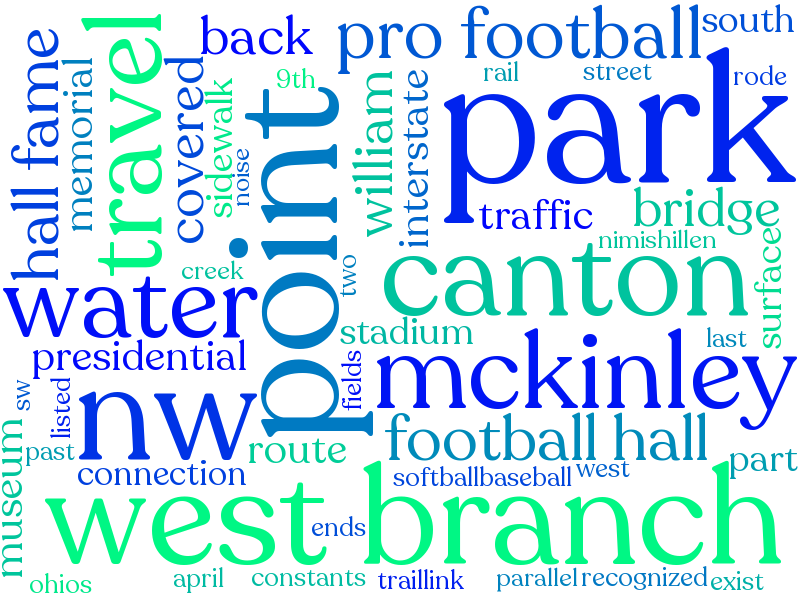 south
back
pro football
hall fame
memorial
travel
covered
sidewalk
9th
rail
street
rode
park
noise
point
william
interstate
traffic
bridge
nimishillen
creek
two
canton
surface
water
stadium
last
presidential
mckinley
sw
listed
nw
fields
football hall
museum
past
route
connection
softballbaseball
west
part
west branch
ends
ohios
april
constants
traillink
parallel
recognized
exist